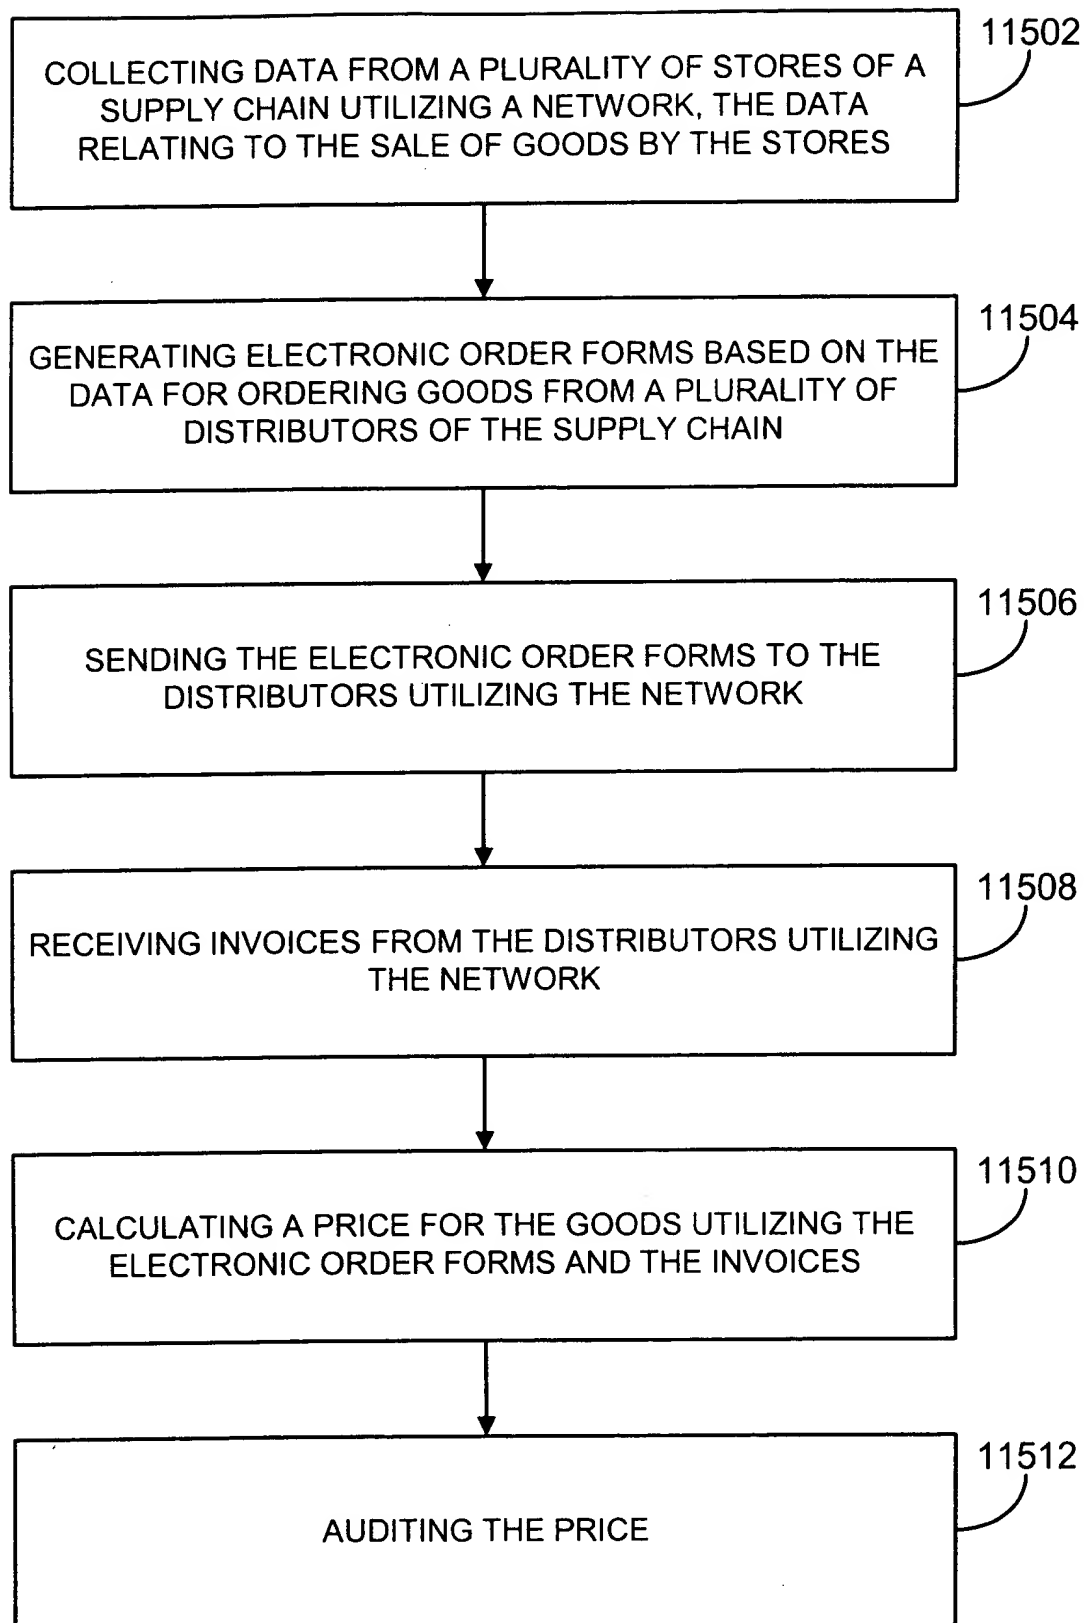 11502
COLLECTING DATA FROM A PLURALITY OF STORES OF A
SUPPLY CHAIN UTILIZING A NETWORK, THE DATA
RELATING TO THE SALE OF GOODS BY THE STORES
11504
GENERATING ELECTRONIC ORDER FORMS BASED ON THE
DATA FOR ORDERING GOODS FROM A PLURALITY OF
DISTRIBUTORS OF THE SUPPLY CHAIN
11506
SENDING THE ELECTRONIC ORDER FORMS TO THE
DISTRIBUTORS UTILIZING THE NETWORK
11508
RECEIVING INVOICES FROM THE DISTRIBUTORS UTILIZING
THE NETWORK
11510
CALCULATING A PRICE FOR THE GOODS UTILIZING THE
ELECTRONIC ORDER FORMS AND THE INVOICES
11512
AUDITING THE PRICE